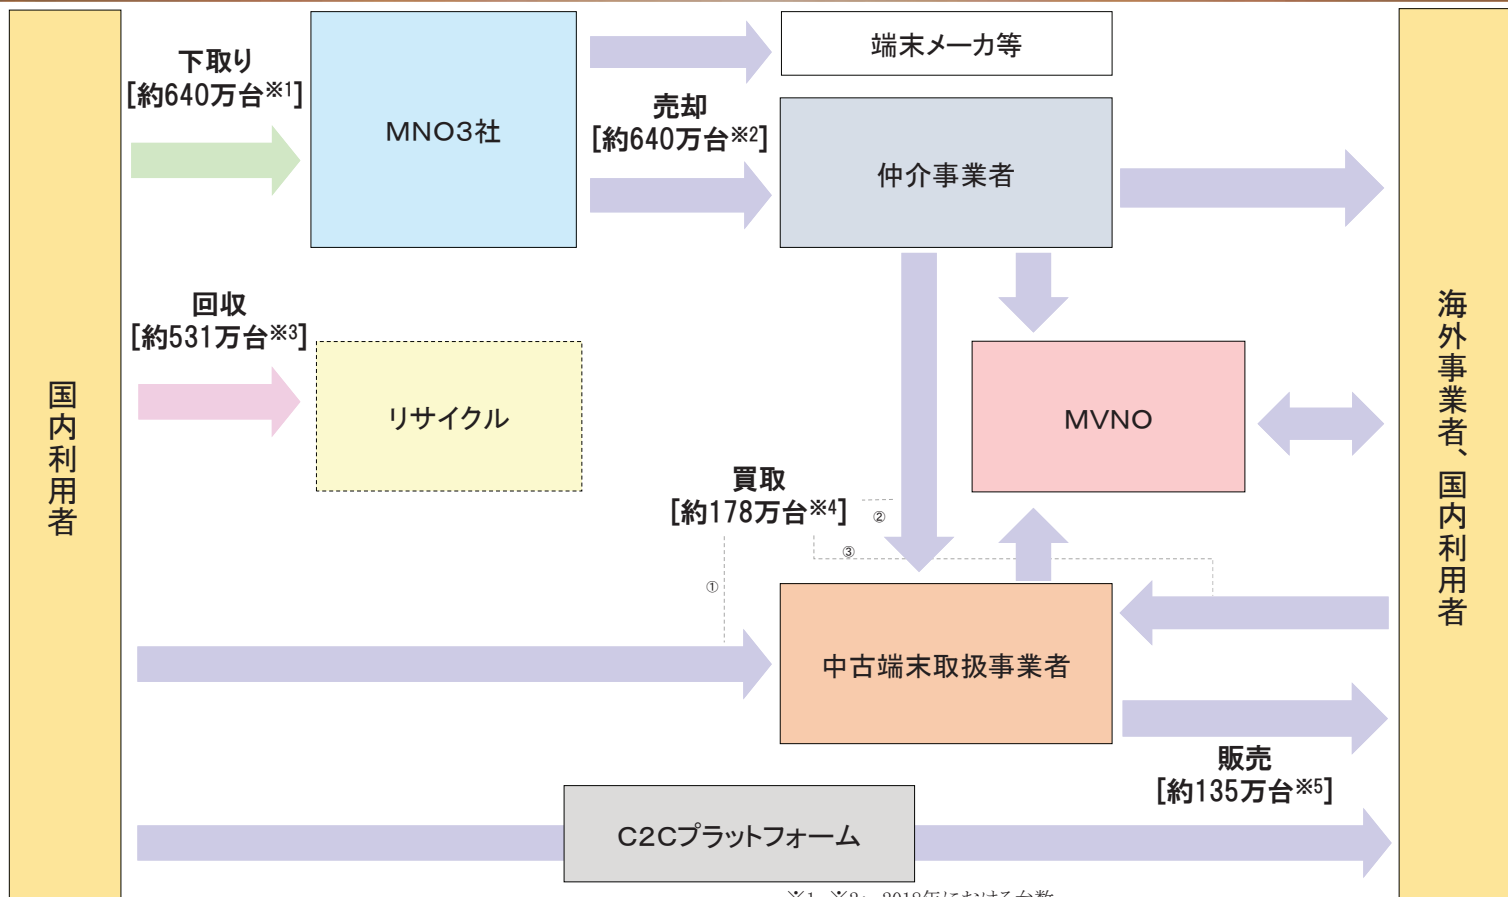 国内利用者
下取り
[約640万台※1]
MNO3社
端末メーカ等
売却
[約640万台※2]
仲介事業者
回収
[約531万台※3]
リサイクル
MVNO
買取
[約178万台※4]
①
②
③
中古端末取扱事業者
販売
[約135万台※5]
C2Cプラットフォーム
海外事業者、国内利用者